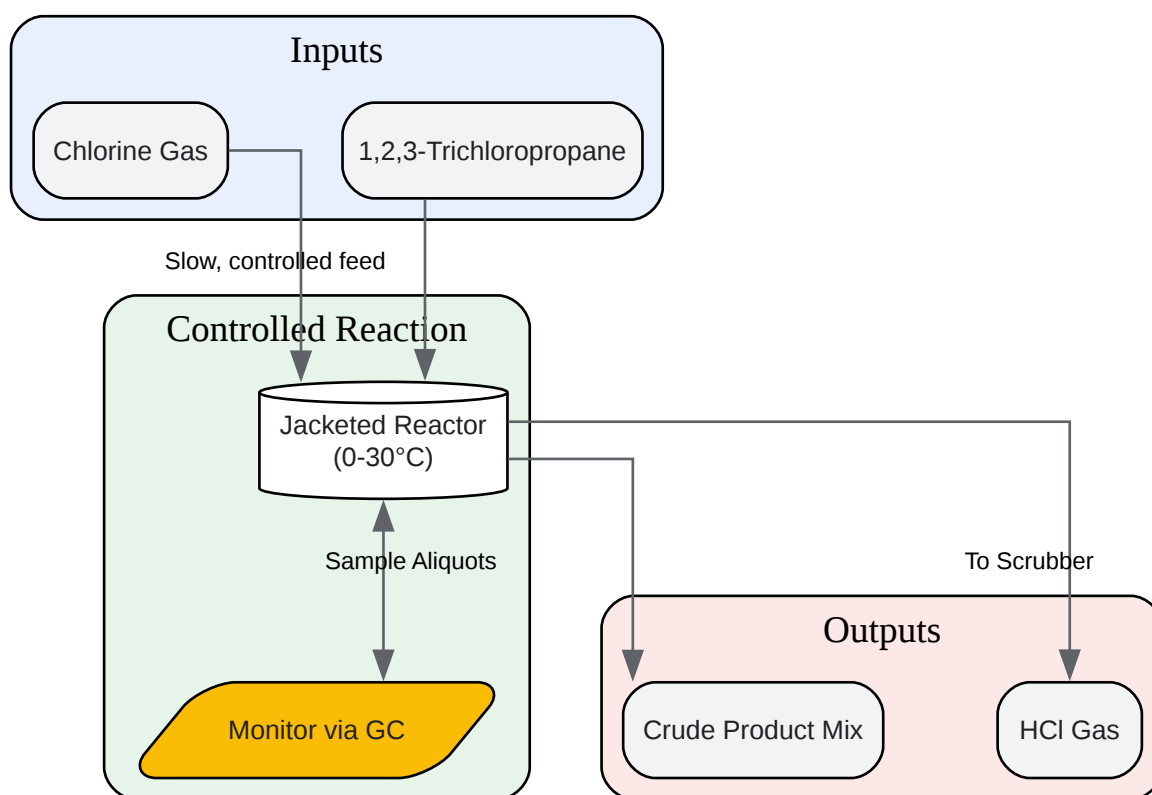 Inputs
Chlorine Gas
1,2,3-Trichloropropane
Slow, controlled feed
Controlled Reaction
Jacketed Reactor
(0-30°C)
Sample Aliquots
To Scrubber
Outputs
Monitor via GC
Crude Product Mix
HCl Gas